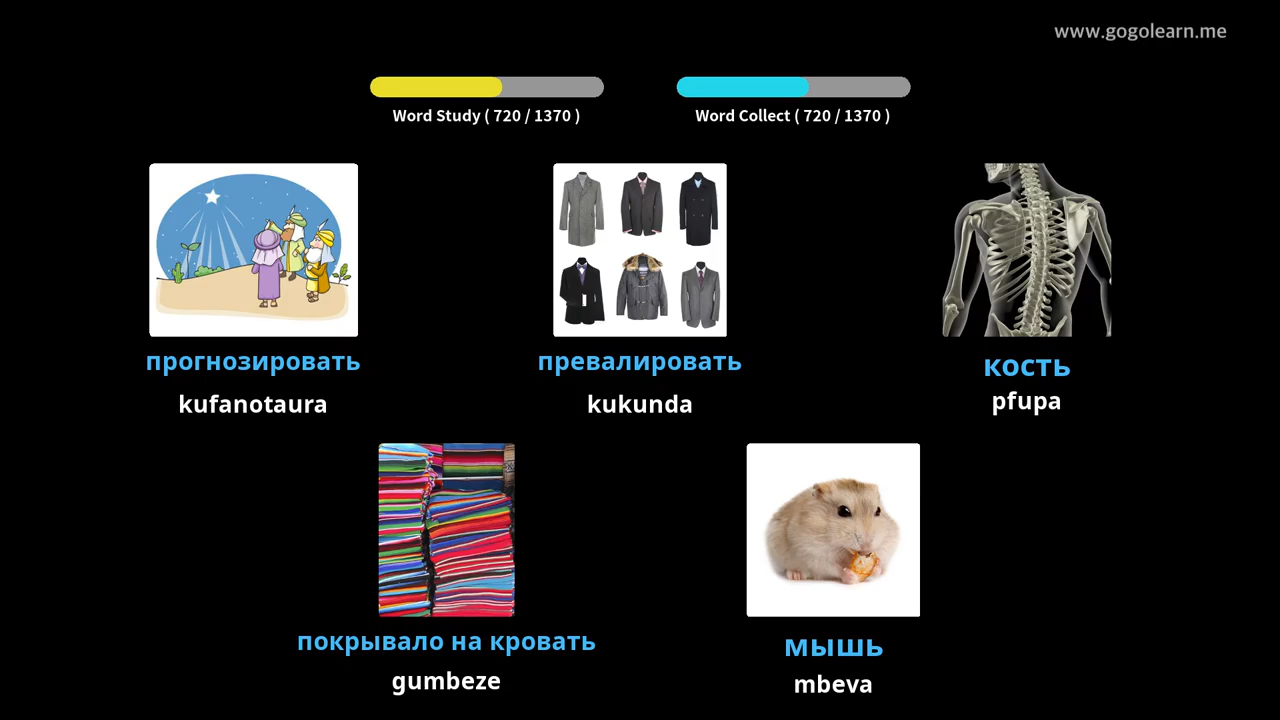 www.gogolearn.me
Word Study ( 720 / 1370 )
Word Collect ( 720 / 1370 )
прогнозировать
kufanotaura
превалировать
kukunda
кость
pfupa
покрывало на кровать
gumbeze
мышь
mbeva